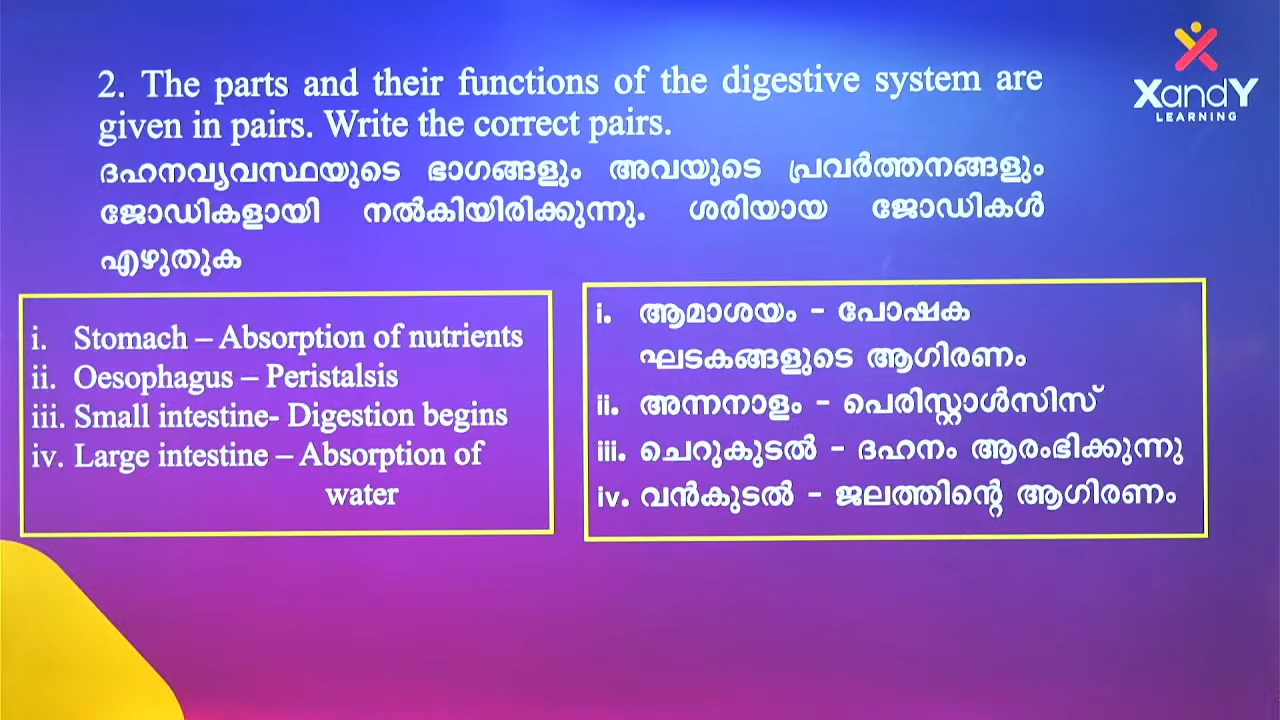 XandY
LEARNING
2. The parts and their functions of the digestive system are
given in pairs. Write the correct pairs.
ദഹനവ്യവസ്ഥയുടെ ഭാഗങ്ങളും അവയുടെ പ്രവർത്തനങ്ങളും
ജോഡികളായി നൽകിയിരിക്കുന്നു. ശരിയായ ജോഡികൾ
എഴുതുക
i. Stomach – Absorption of nutrients
ii. Oesophagus – Peristalsis
iii. Small intestine- Digestion begins
iv. Large intestine – Absorption of
water
i. ആമാശയം - പോഷക
ഘടകങ്ങളുടെ ആഗിരണം
ii. അന്നനാളം - പെരിസ്റ്റാൾസിസ്
iii. ചെറുകുടൽ - ദഹനം ആരംഭിക്കുന്നു
iv. വൻകുടൽ - ജലത്തിന്റെ ആഗിരണം